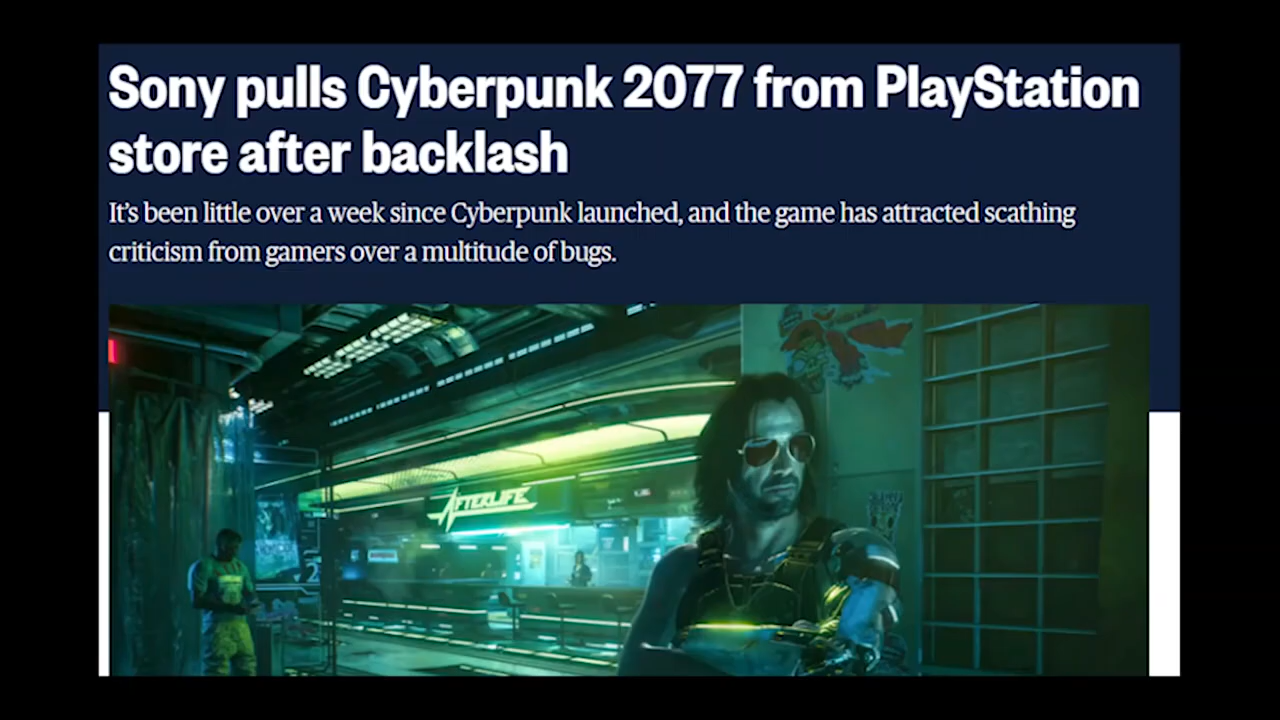 Sony pulls Cyberpunk 2077 from PlayStation
store after backlash
It's been little over a week since Cyberpunk launched, and the game has attracted scathing
criticism from gamers over a multitude of bugs.
AFTERLIFE